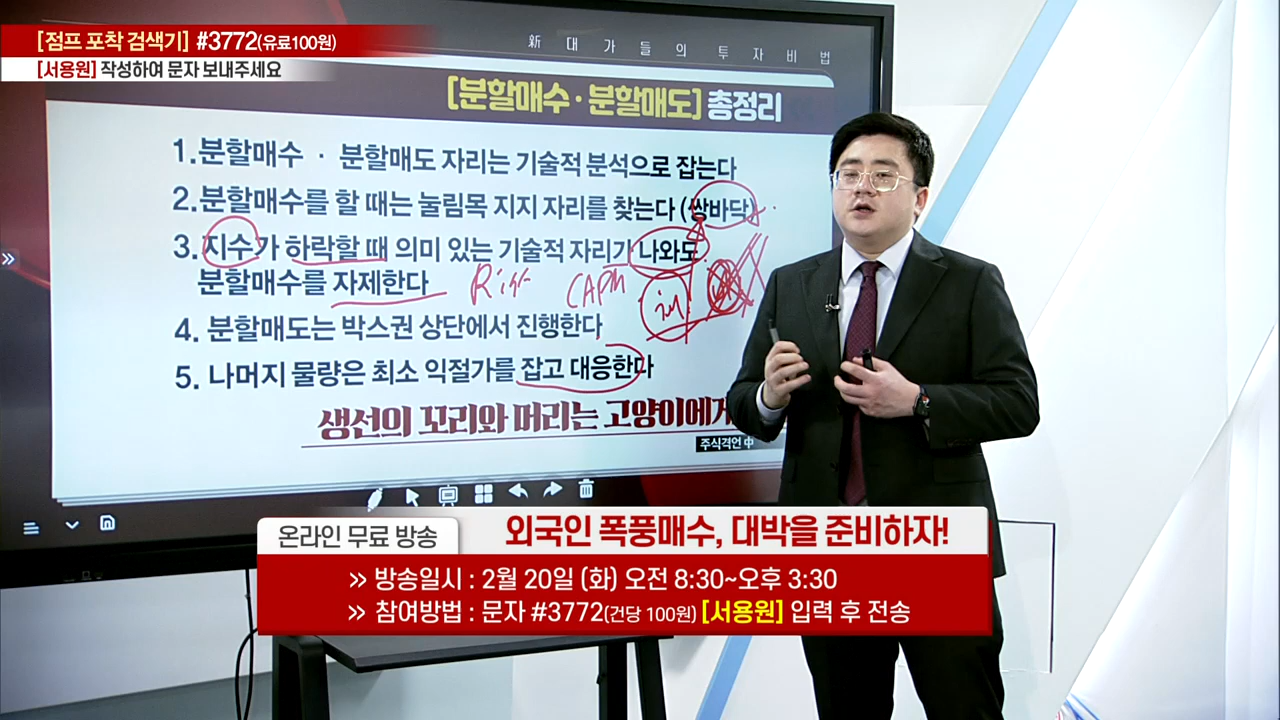 [점프 포착 검색기] #3772(유료100원)
[서용원] 작성하여 문자 보내주세요
新 대가들의 투자비법
[분할매수·분할매도] 총정리
1.분할매수 · 분할매도 자리는 기술적 분석으로 잡는다
2.분할매수를 할 때는 눌림목 지지 자리를 찾는다 (쌍바닥)
3.지수가 하락할 때 의미 있는 기술적 자리가 나와도
분할매수를 자제한다
CAPM
4. 분할매도는 박스권 상단에서 진행한다
5. 나머지 물량은 최소 익절가를 잡고 대응한다
생선의 꼬리와 머리는 고양이에게
주식격언 中
온라인 무료 방송
외국인 폭풍매수, 대박을 준비하자!
» 방송일시 : 2월 20일 (화) 오전 8:30~오후 3:30
» 참여방법 : 문자 #3772(건당 100원) [서용원] 입력 후 전송